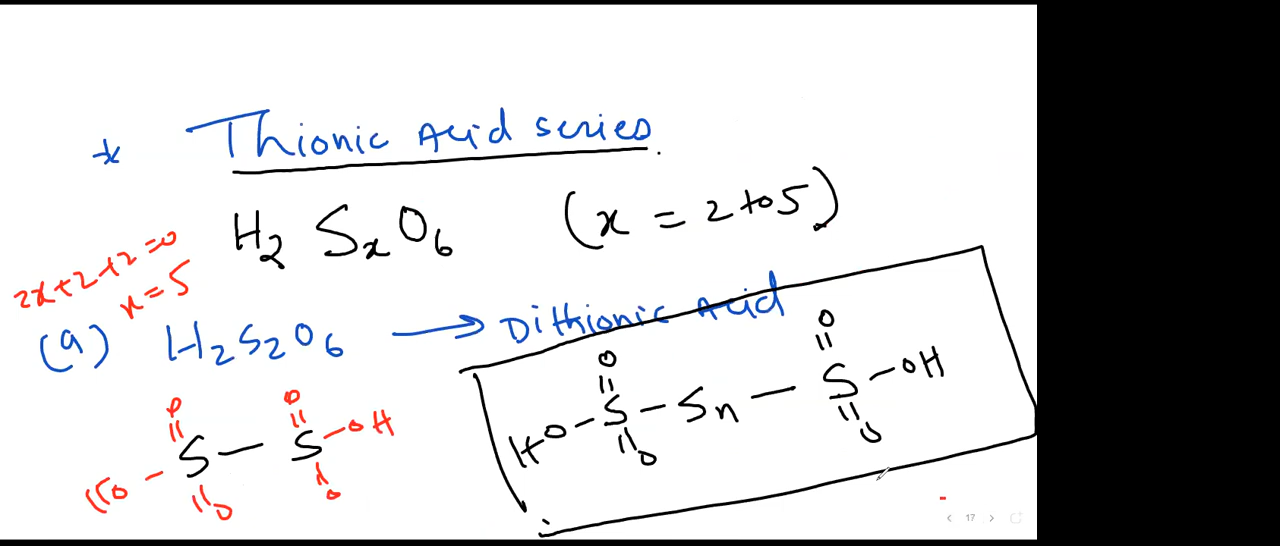 * Thionic Acid series.
H2 SxO6 (x = 2 to 5)
2x+2+2=0
x=5
(a) H2S2O6 → Dithionic Acid
O O
HO - S - S - OH
O O
O O
HO - S - Sn - S - OH
O O
< 17 >